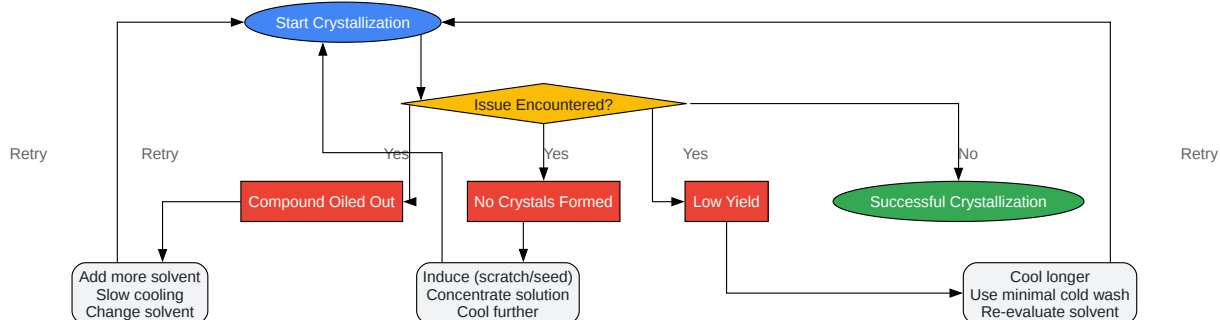 Start Crystallization
Issue Encountered?
Retry
Retry
Yes
Yes
Yes
No
Retry
Compound Oiled Out
No Crystals Formed
Low Yield
Successful Crystallization
Add more solvent
Slow cooling
Change solvent
Induce (scratch/seed)
Concentrate solution
Cool further
Cool longer
Use minimal cold wash
Re-evaluate solvent